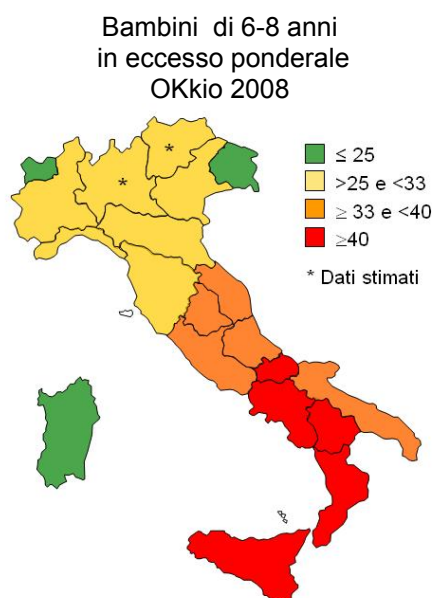 Bambini di 6-8 anni
in eccesso ponderale
OKkio 2008
≤ 25
>25 e <33
≥ 33 e <40
≥40
* Dati stimati
*
*